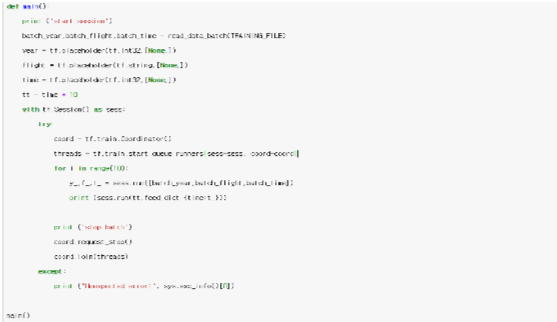 def main():
    print ("start session")
    batch_year,batch_flight,batch_time = read_data_batch(TRAINING_FILE)
    year = tf.placeholder(tf.int32,[None,])
    flight = tf.placeholder(tf.string,[None,])
    time = tf.placeholder(tf.int32,[None,])
    tt = time * 10
    with tf.Session() as sess:
        try:
            coord = tf.train.Coordinator()
            threads = tf.train.start_queue_runners(sess=sess, coord=coord)
            for i in range(10):
                y_,f_,t_ = sess.run([batch_year,batch_flight,batch_time])
                print (sess.run(tt,feed_dict={time:t_}))
            print ("stop batch")
            coord.request_stop()
            coord.join(threads)
        except:
            print ("Unexpected error:", sys.exc_info()[0])
main()